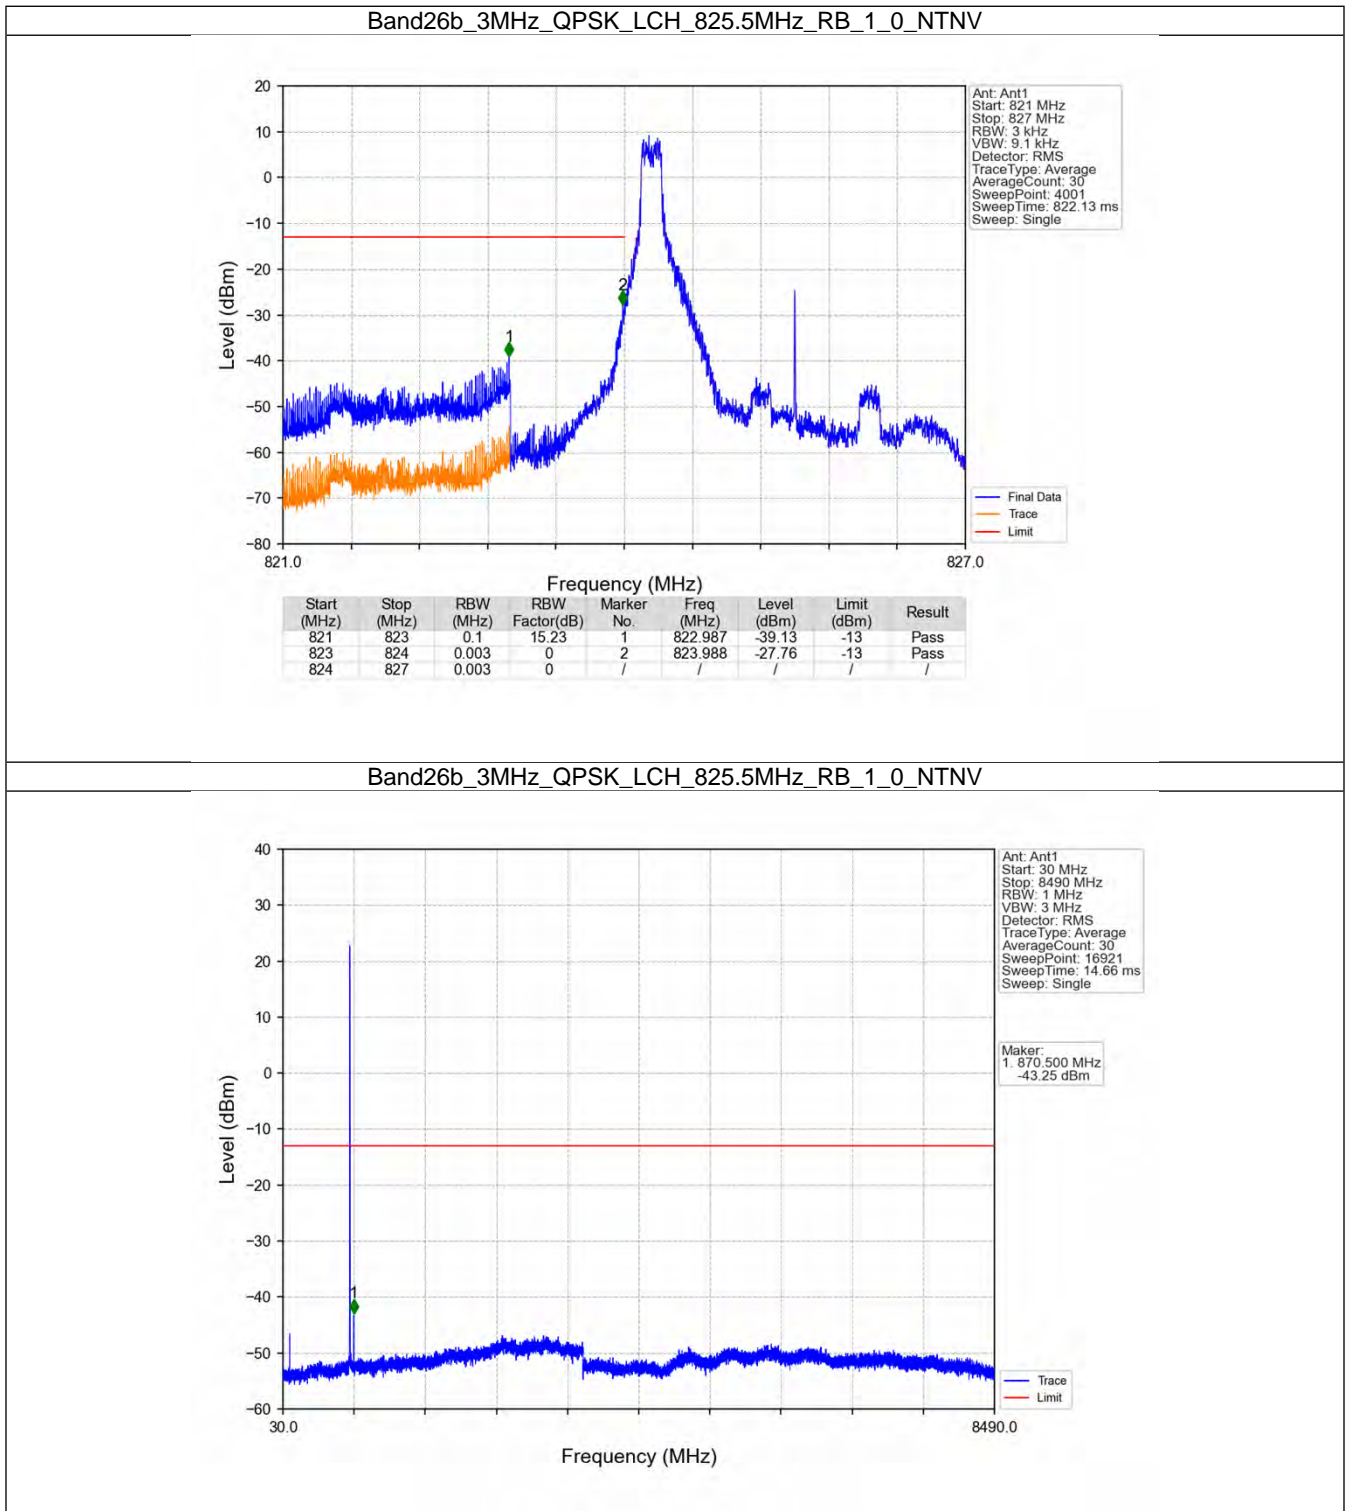 Band26b_3MHz_QPSK_LCH_825.5MHz_RB_1_0_NTNV
20
10
0
−10
−20
−30
−40
−50
−60
−70
−80
Level (dBm)
1
2
821.0
827.0
Frequency (MHz)
Ant: Ant1
Start: 821 MHz
Stop: 827 MHz
RBW: 3 kHz
VBW: 9.1 kHz
Detector: RMS
TraceType: Average
AverageCount: 30
SweepPoint: 4001
SweepTime: 822.13 ms
Sweep: Single
Final Data
Trace
Limit
Start (MHz) Stop (MHz) RBW (MHz) RBW Factor(dB) Marker No. Freq (MHz) Level (dBm) Limit (dBm) Result
821 823 0.1 15.23 1 822.987 -39.13 -13 Pass
823 824 0.003 0 2 823.988 -27.76 -13 Pass
824 827 0.003 0 / / / / /
Band26b_3MHz_QPSK_LCH_825.5MHz_RB_1_0_NTNV
40
30
20
10
0
−10
−20
−30
−40
−50
−60
Level (dBm)
1
30.0
8490.0
Frequency (MHz)
Ant: Ant1
Start: 30 MHz
Stop: 8490 MHz
RBW: 1 MHz
VBW: 3 MHz
Detector: RMS
TraceType: Average
AverageCount: 30
SweepPoint: 16921
SweepTime: 14.66 ms
Sweep: Single
Maker:
1. 870.500 MHz
-43.25 dBm
Trace
Limit